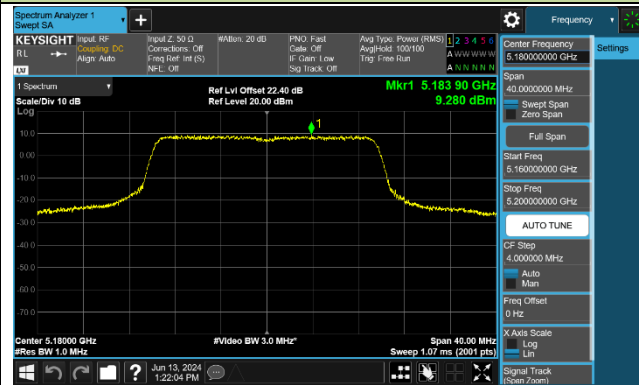 Spectrum Analyzer 1
Swept SA
Frequency
KEYSIGHT
RL
LXI
Input: RF
Coupling: DC
Align: Auto
Input Z: 50 Ω
Corrections: Off
Freq Ref: Int (S)
NFE: Off
#Atten: 20 dB
PNO: Fast
Gate: Off
IF Gain: Low
Sig Track: Off
Avg Type: Power (RMS)
Avg|Hold: 100/100
Trig: Free Run
1 2 3 4 5 6
A W W W W W
A N N N N N
1 Spectrum
Scale/Div 10 dB
Log
Ref Lvl Offset 22.40 dB
Ref Level 20.00 dBm
Mkr1 5.183 90 GHz
9.280 dBm
1
10.0
0.00
-10.0
-20.0
-30.0
-40.0
-50.0
-60.0
-70.0
Center 5.18000 GHz
#Res BW 1.0 MHz
#Video BW 3.0 MHz*
Span 40.00 MHz
Sweep 1.07 ms (2001 pts)
?
Jun 13, 2024
1:22:04 PM
Center Frequency
5.180000000 GHz
Settings
Span
40.0000000 MHz
Swept Span
Zero Span
Full Span
Start Freq
5.160000000 GHz
Stop Freq
5.200000000 GHz
AUTO TUNE
CF Step
4.000000 MHz
Auto
Man
Freq Offset
0 Hz
X Axis Scale
Log
Lin
Signal Track
(Span Zoom)